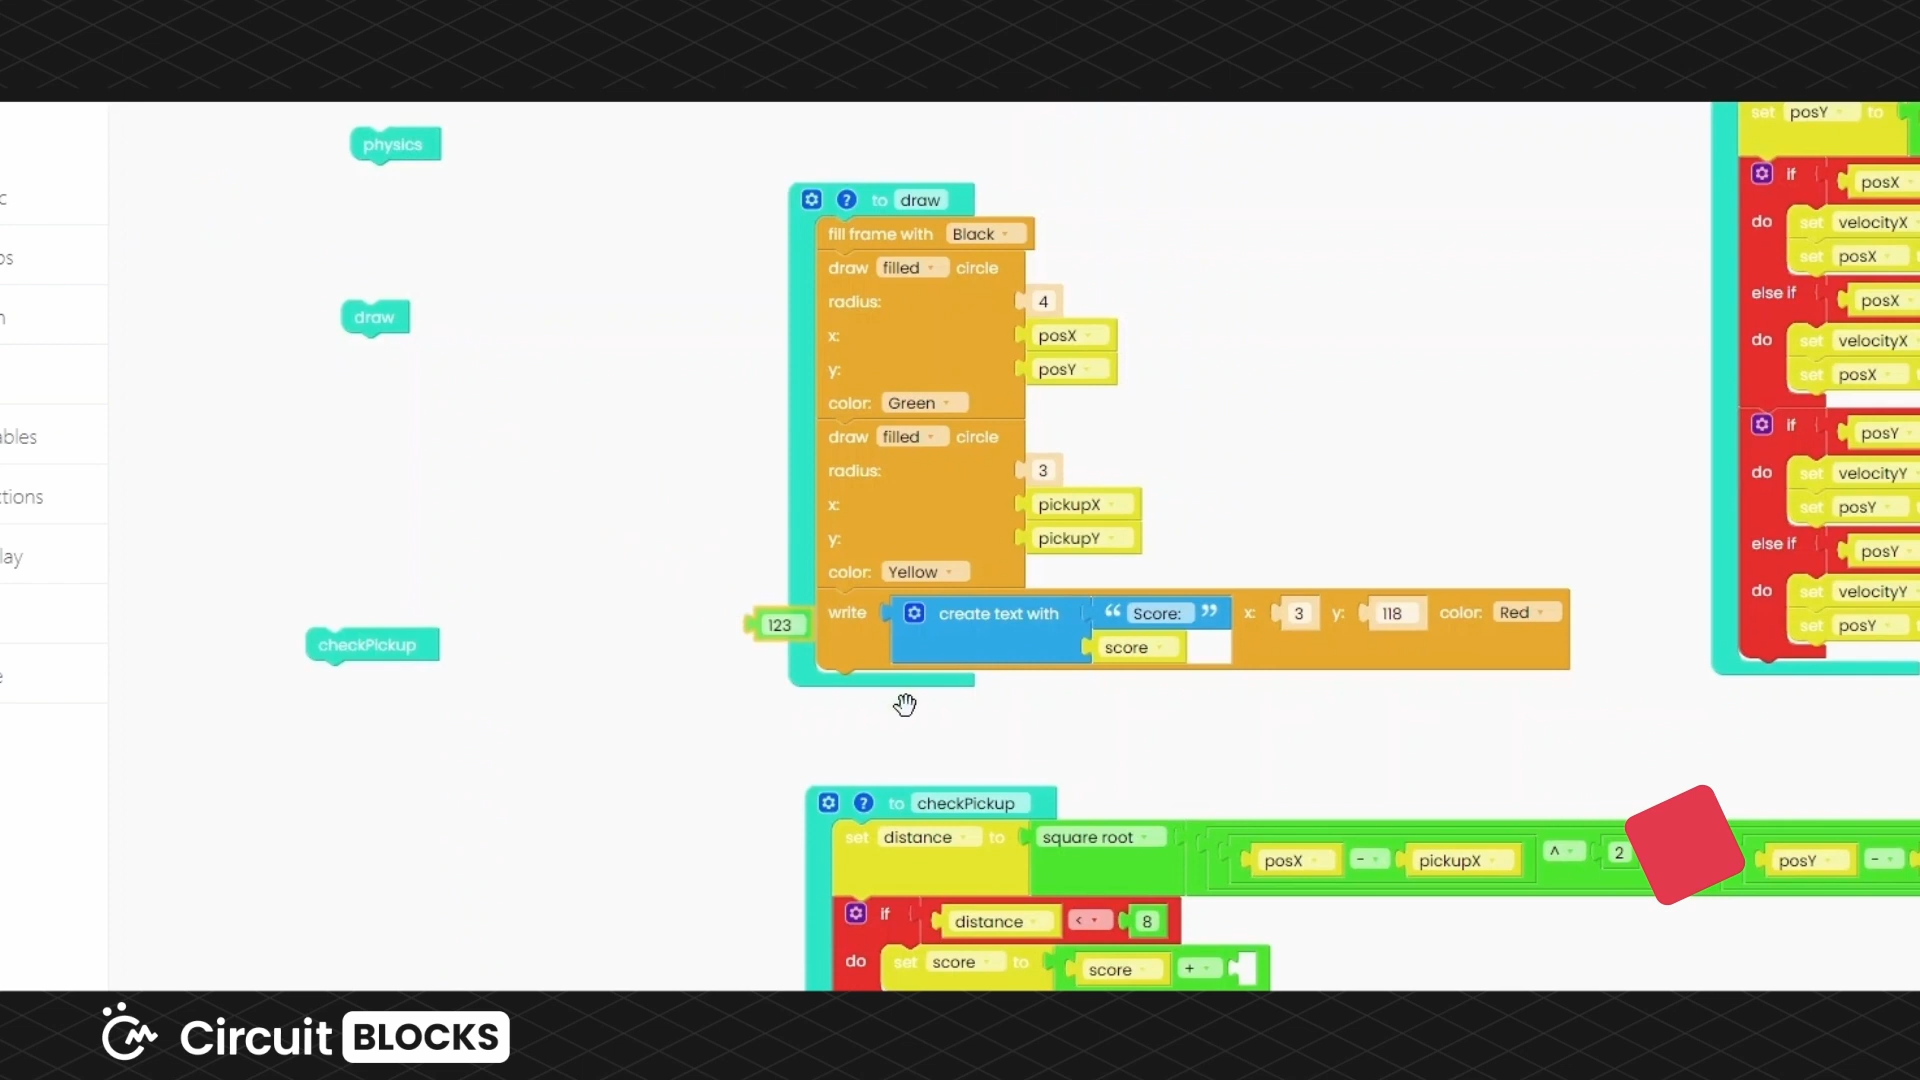 physics
draw
checkPickup
c
os
n
ables
ctions
lay
e
? to draw
fill frame with Black
draw filled circle
radius: 4
x: posX
y: posY
color: Green
draw filled circle
radius: 3
x: pickupX
y: pickupY
color: Yellow
write create text with “ Score: ” x: 3 y: 118 color: Red
score
123
? to checkPickup
set distance to square root posX - pickupX ^ 2 posY -
if distance < 8
do set score to score +
set posY to
if posX
do set velocityX
set posX
else if posX
do set velocityX
set posX
if posY
do set velocityY
set posY
else if posY
do set velocityY
set posY
Circuit BLOCKS